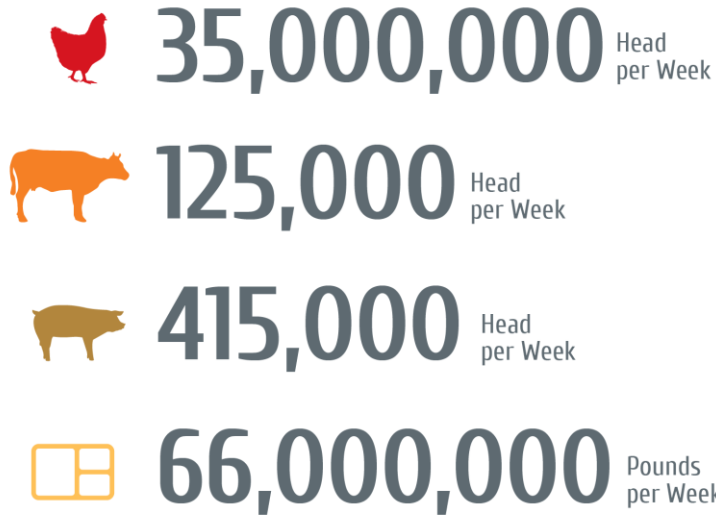 35,000,000 Head
per Week
125,000 Head
per Week
415,000 Head
per Week
66,000,000 Pounds
per Week